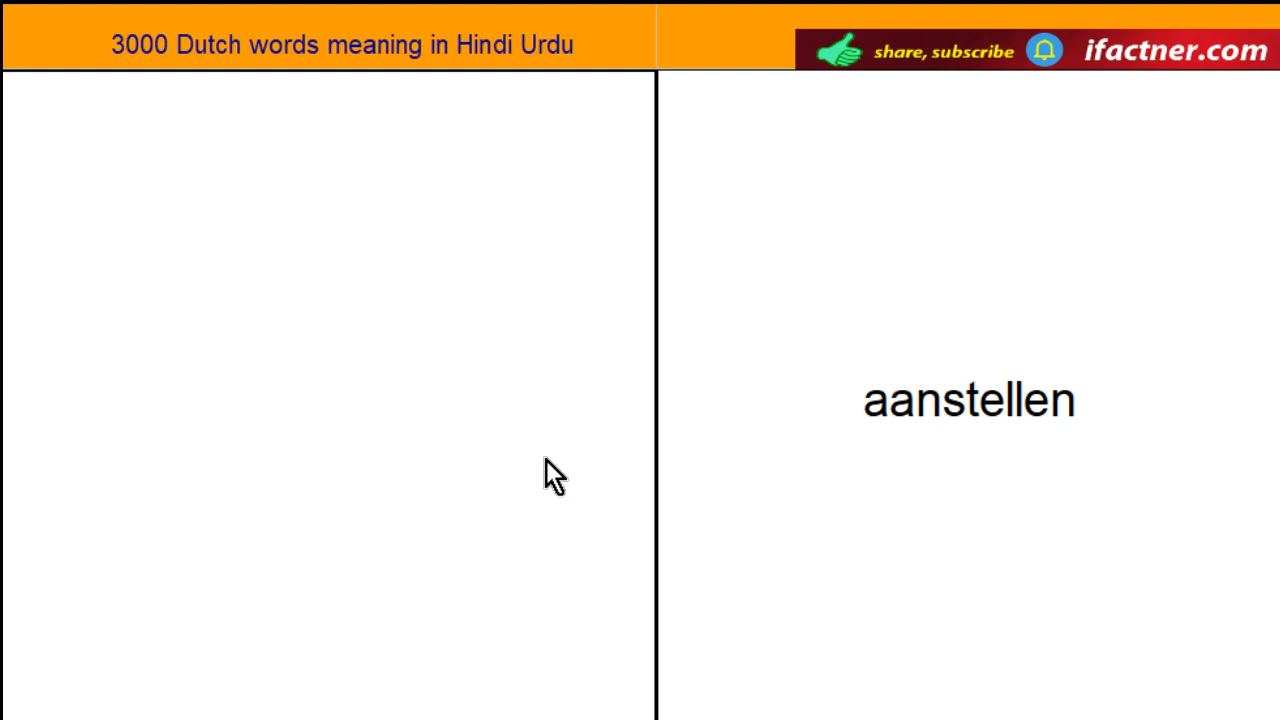 3000 Dutch words meaning in Hindi Urdu
share, subscribe
ifactner.com
aanstellen